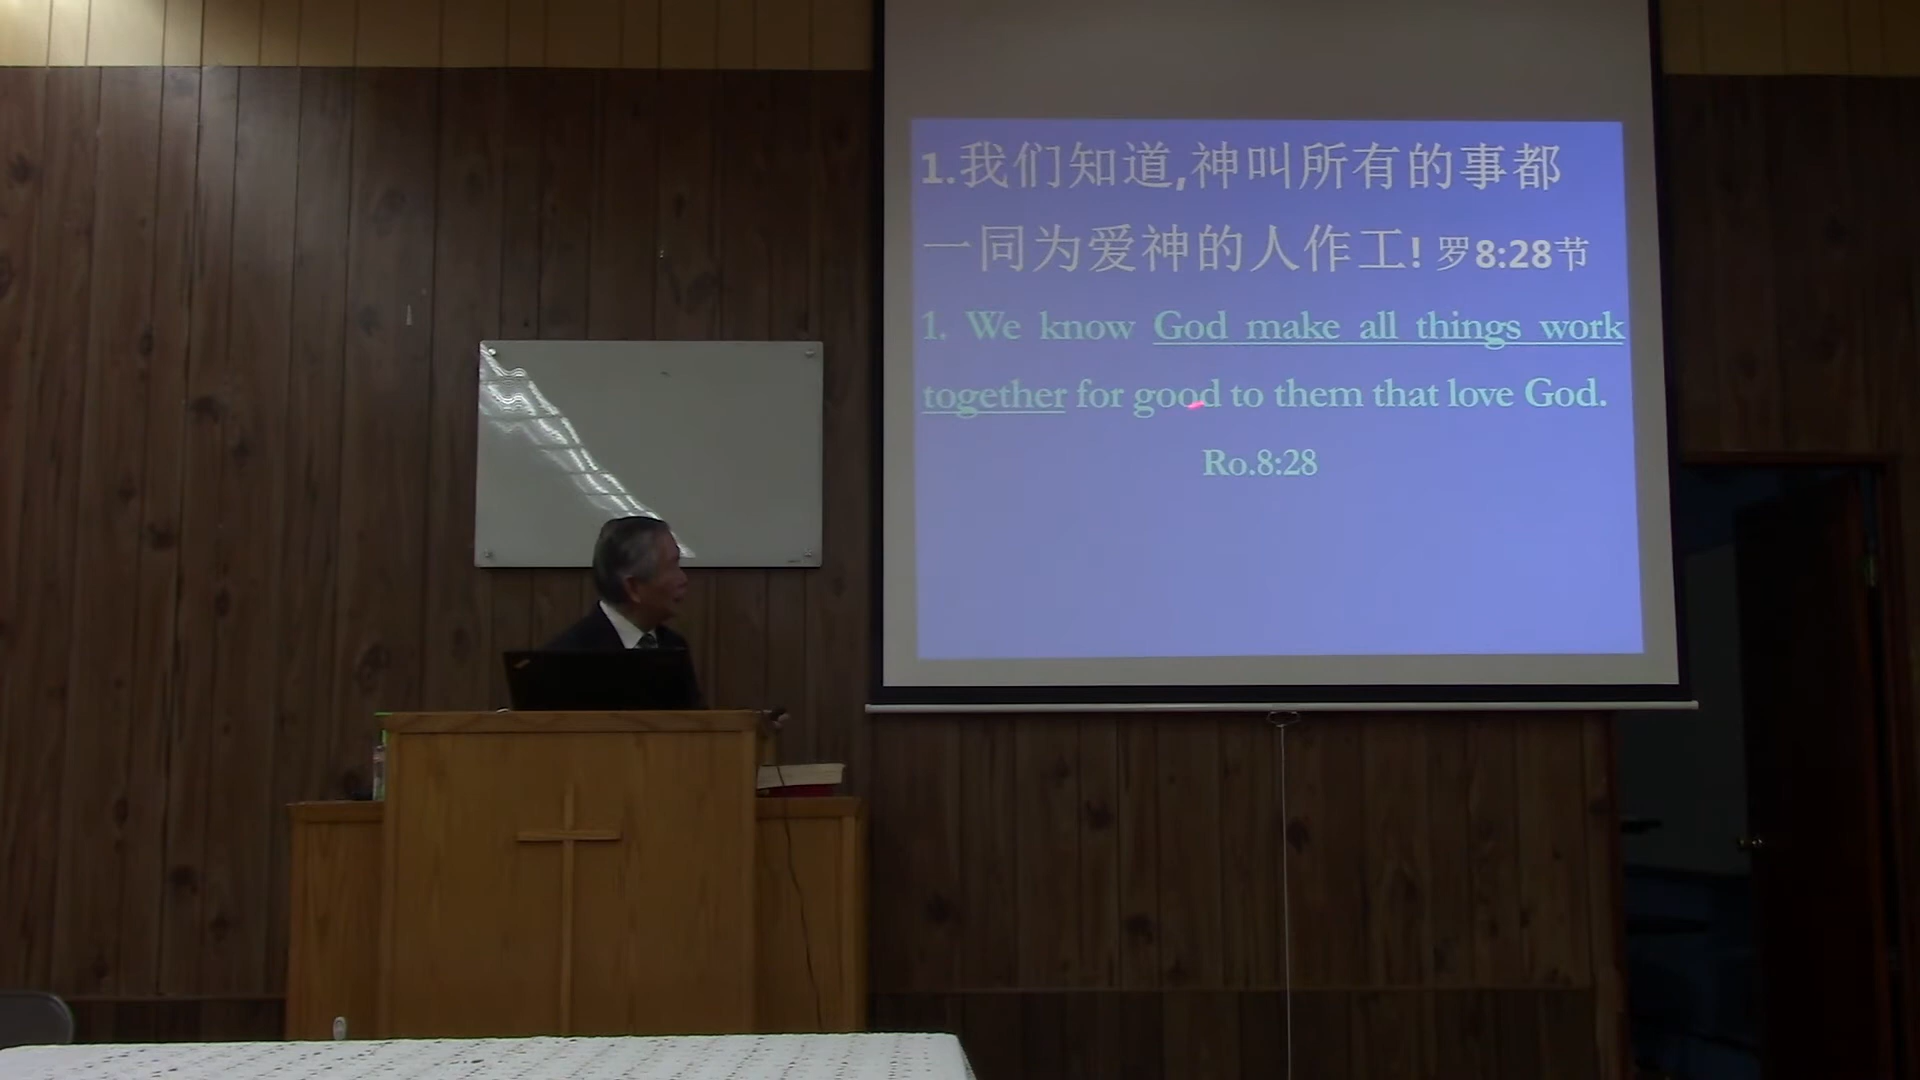 1.我们知道,神叫所有的事都
一同为爱神的人作工! 罗8:28节
1. We know God make all things work
together for good to them that love God.
Ro.8:28